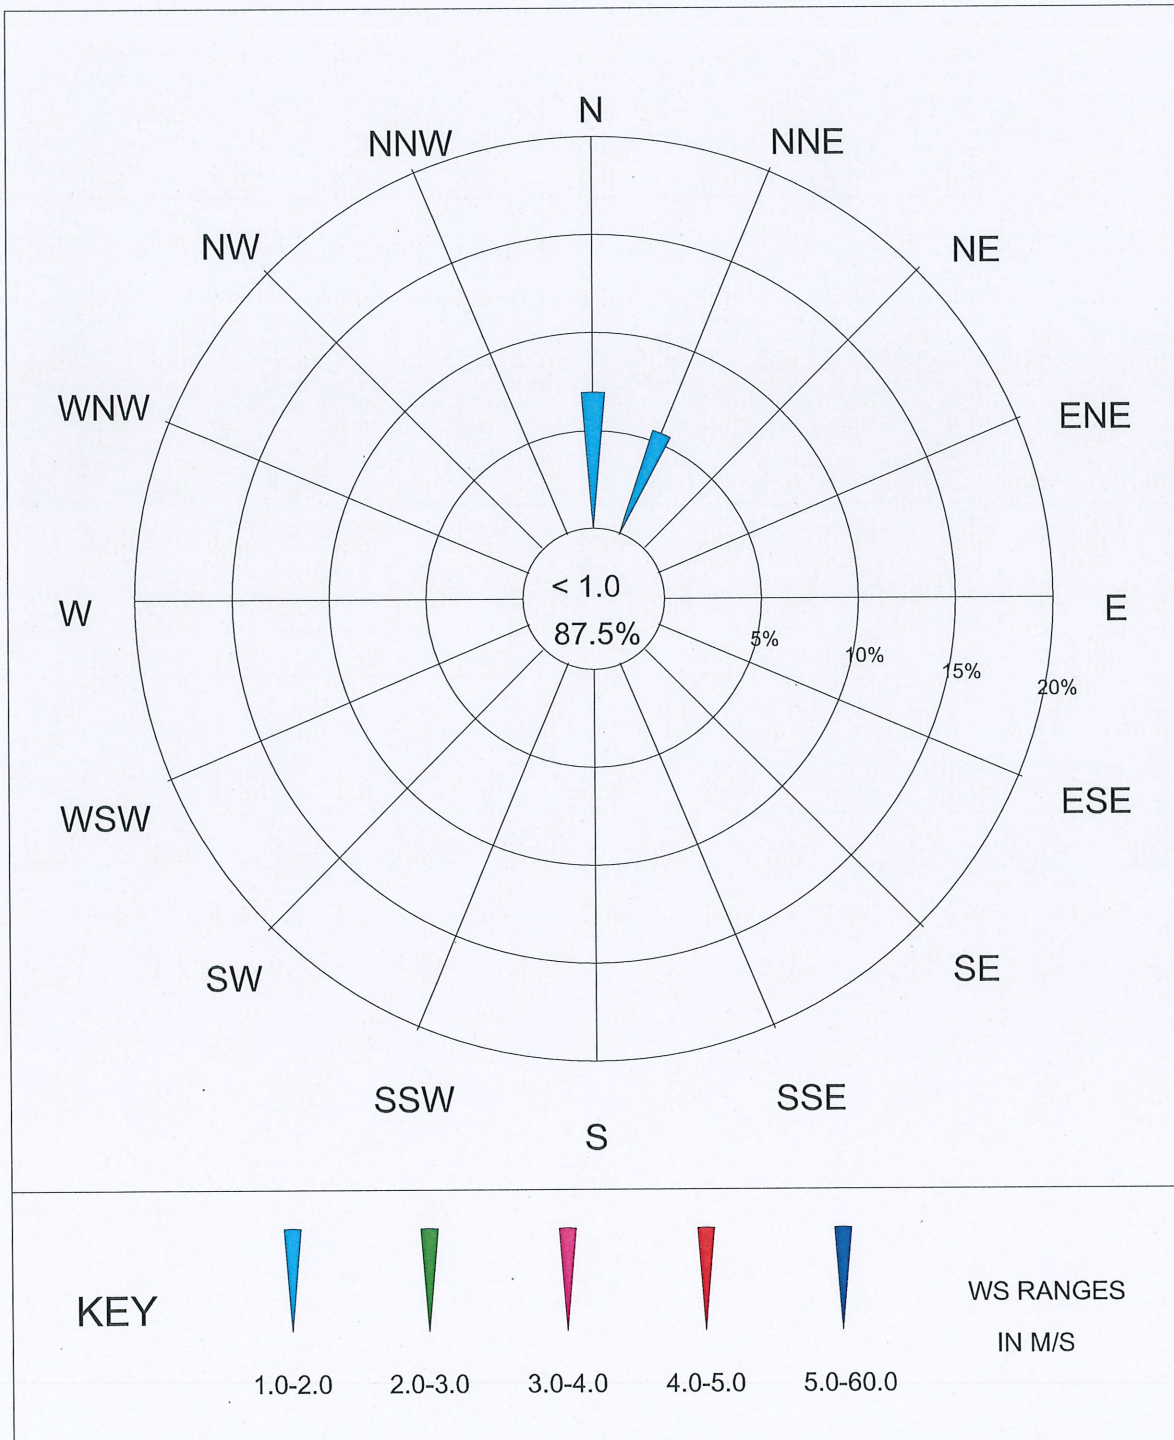 N
NNW
NNE
NW
NE
WNW
ENE
< 1.0
W
E
87.5%
5%
10%
15%
20%
WSW
ESE
SW
SE
SSW
SSE
S
KEY
WS RANGES
IN M/S
1.0-2.0
2.0-3.0
3.0-4.0
4.0-5.0
5.0-60.0